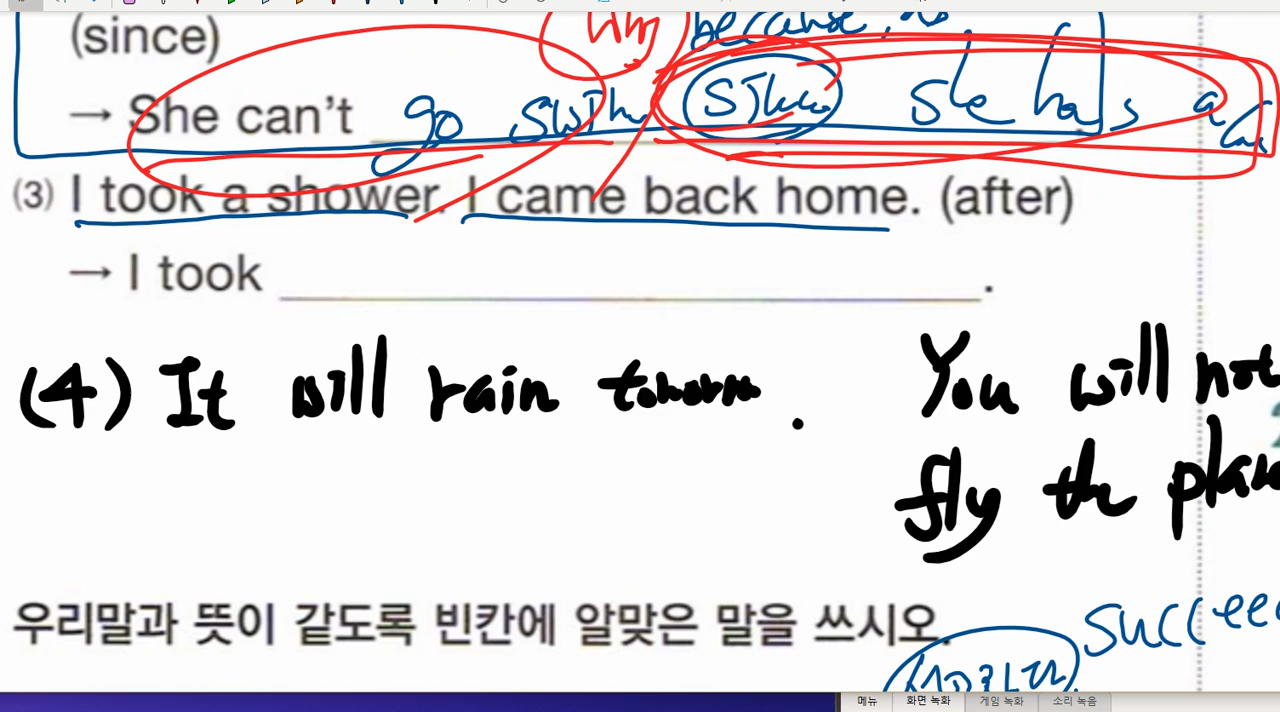 (since)
because, as
→ She can't go swim since she has a
(3) I took a shower. I came back home. (after)
→ I took .
(4) It will rain . You will not
fly the plan
우리말과 뜻이 같도록 빈칸에 알맞은 말을 쓰시오.
succee
메뉴 화면 녹화 게임 녹화 소리 녹음